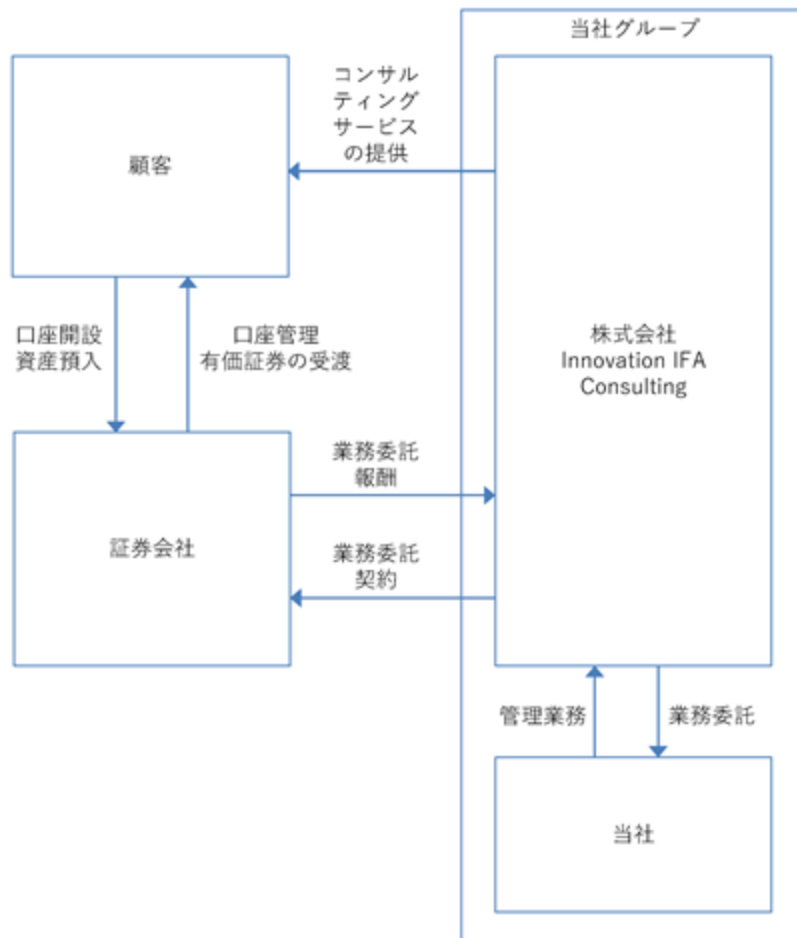 当社グループ
コンサル
ティング
サービス
の提供
顧客
口座開設
資産預入
口座管理
有価証券の受渡
株式会社
Innovation IFA
Consulting
業務委託
報酬
証券会社
業務委託
契約
管理業務
業務委託
当社